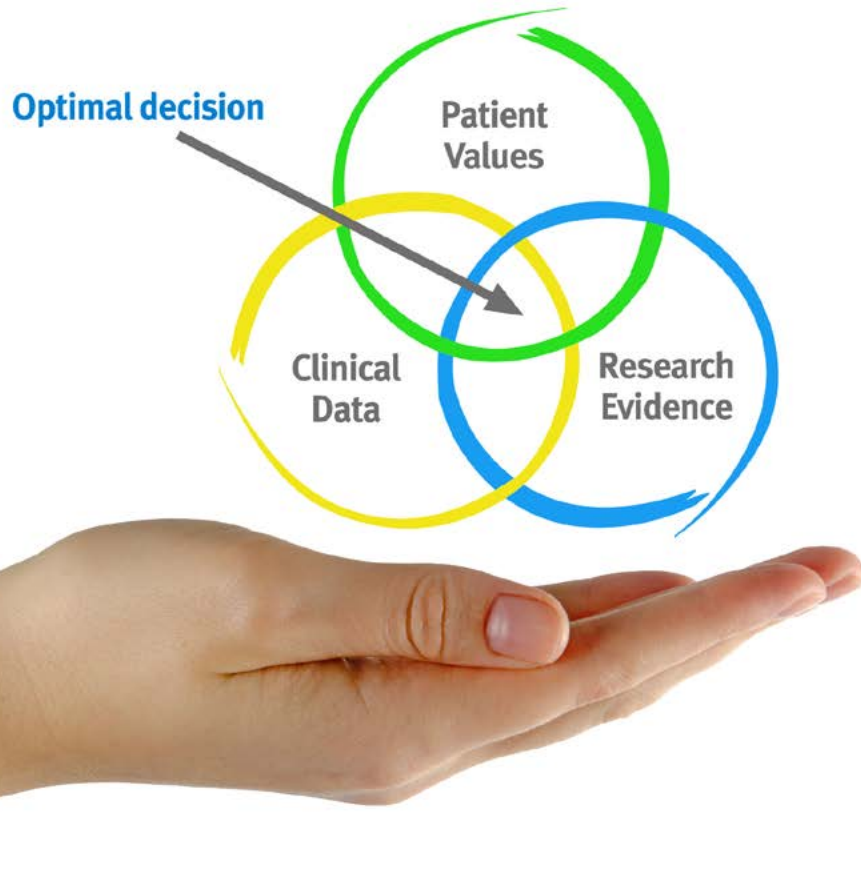 Optimal decision
Patient
Values
Clinical
Data
Research
Evidence